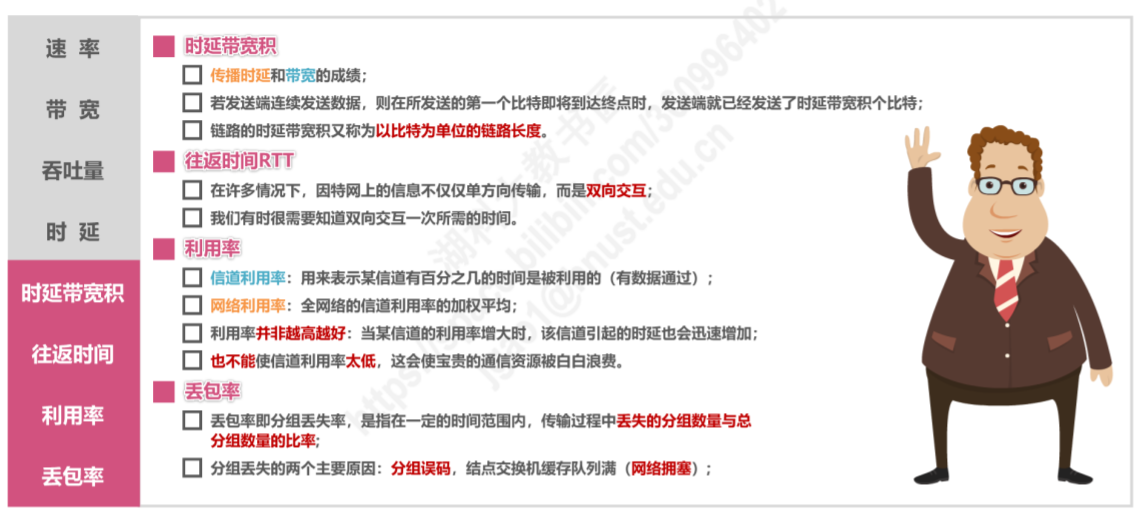 速 率
带 宽
吞吐量
时 延
时延带宽积
往返时间
利用率
丢包率
时延带宽积
传播时延和带宽的成绩；
若发送端连续发送数据，则在所发送的第一个比特即将到达终点时，发送端就已经发送了时延带宽积个比特；
链路的时延带宽积又称为以比特为单位的链路长度。
往返时间RTT
在许多情况下，因特网上的信息不仅仅单方向传输，而是双向交互；
我们有时很需要知道双向交互一次所需的时间。
利用率
信道利用率：用来表示某信道有百分之几的时间是被利用的（有数据通过）；
网络利用率：全网络的信道利用率的加权平均；
利用率并非越高越好：当某信道的利用率增大时，该信道引起的时延也会迅速增加；
也不能使信道利用率太低，这会使宝贵的通信资源被白白浪费。
丢包率
丢包率即分组丢失率，是指在一定的时间范围内，传输过程中丢失的分组数量与总
分组数量的比率；
分组丢失的两个主要原因：分组误码，结点交换机缓存队列满（网络拥塞）；